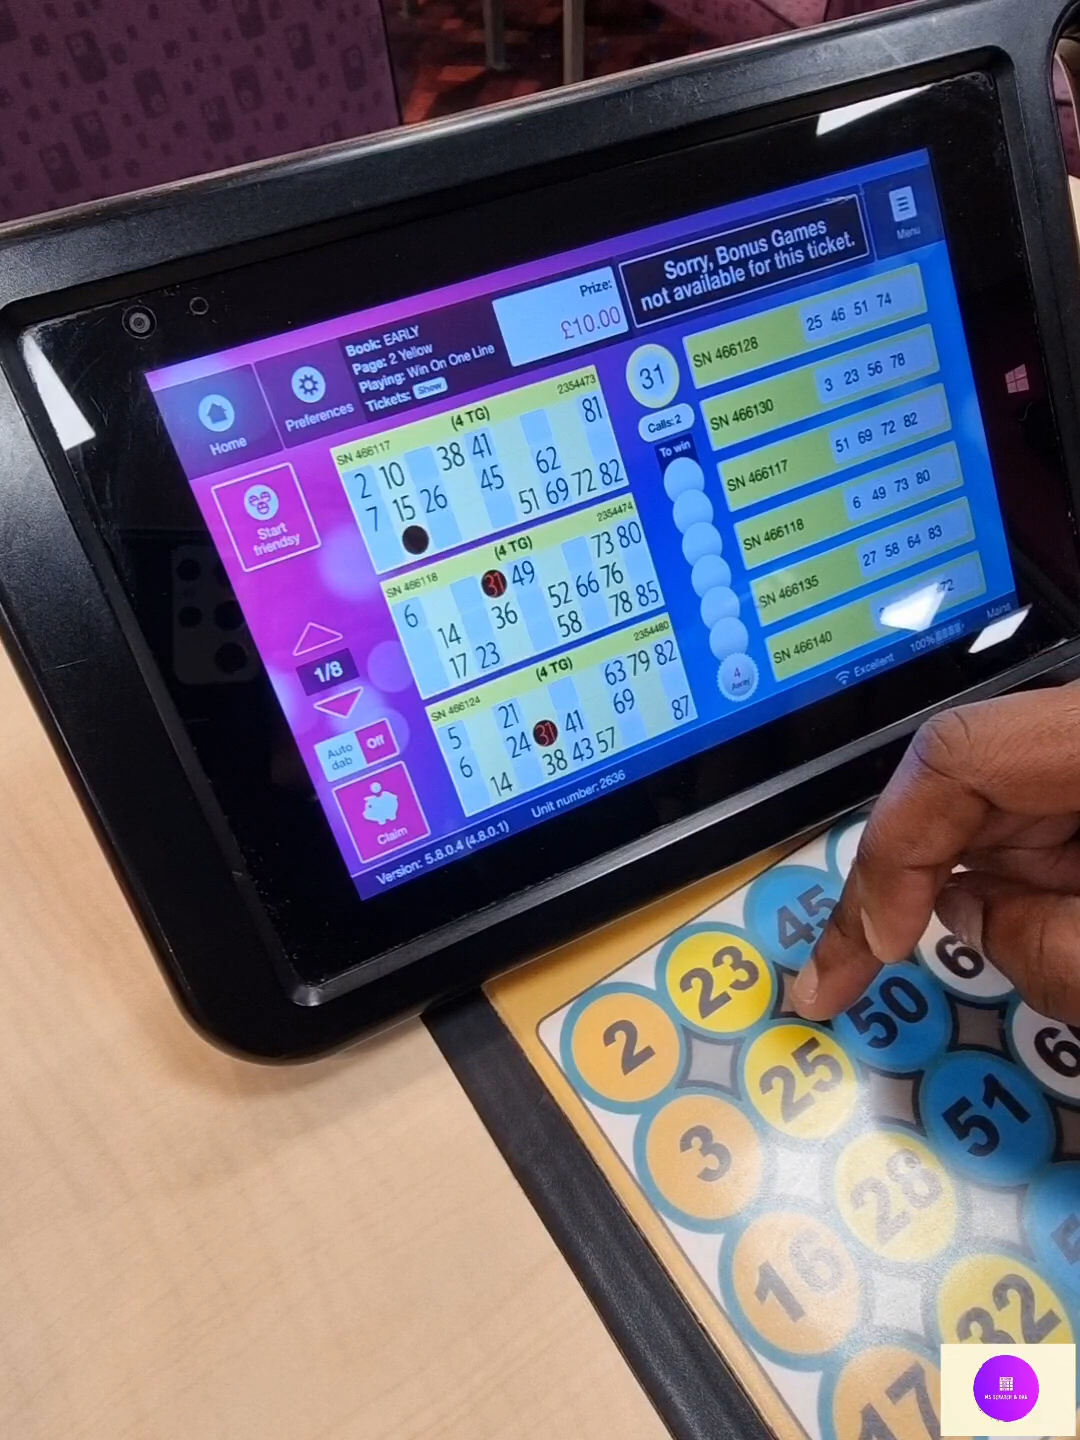 Home
Preferences
Book: EARLY
Page: 2 Yellow
Playing: Win On One Line
Tickets: Show
Prize:
£10.00
Sorry, Bonus Games
not available for this ticket.
Menu
Start
friendsy
1/8
Auto
dab
Off
Claim
SN 466117 (4 TG) 2354473
2 10 38 41 81
7 15 26 45 62
51 69 72 82
SN 466118 (4 TG) 2354474
6 31 49 73 80
14 36 52 66 76
17 23 58 78 85
SN 466124 (4 TG) 2354480
5 21 63 79 82
6 24 31 41 69
14 38 43 57 87
31
Calls: 2
To win
4
Away
SN 466128 25 46 51 74
SN 466130 3 23 56 78
SN 466117 51 69 72 82
SN 466118 6 49 73 80
SN 466135 27 58 64 83
SN 466140 72
Version: 5.8.0.4 (4.8.0.1)
Unit number: 2636
Excellent
100%
Mains
2 23 45
3 25 50
16 28 51
17 32
MS SCRATCH & DAB